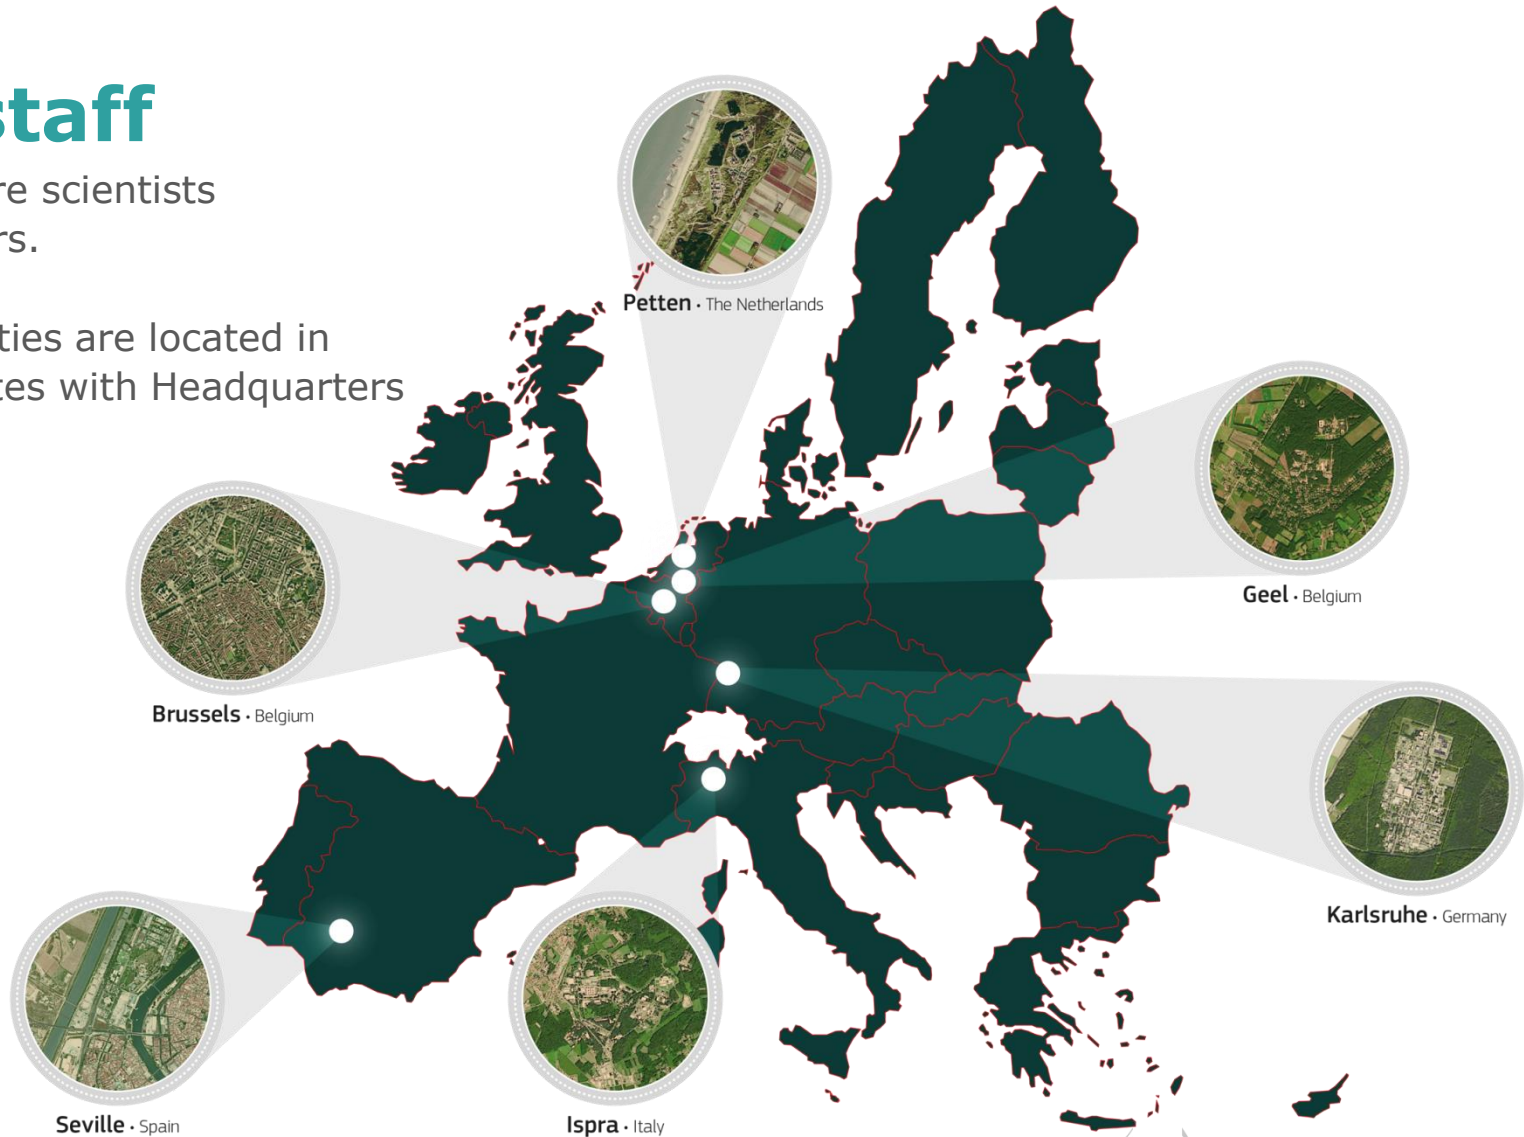 staff
re scientists
rs.
ties are located in
tes with Headquarters
Petten · The Netherlands
Geel · Belgium
Brussels · Belgium
Karlsruhe · Germany
Seville · Spain
Ispra · Italy